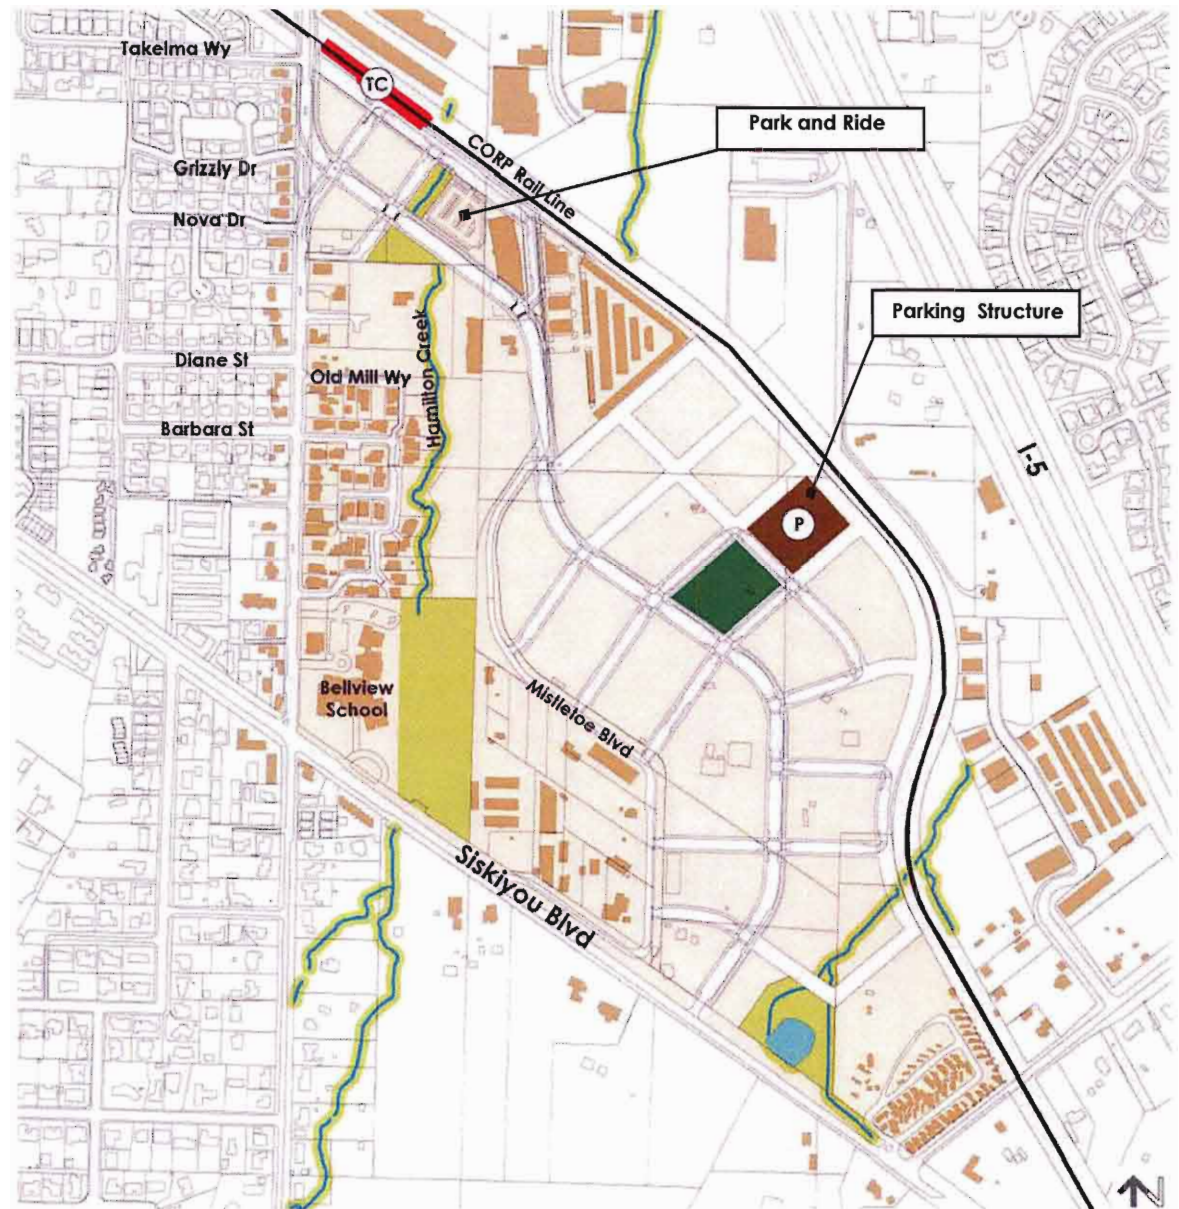 Takelma Wy
TC
Park and Ride
CORP Rail Line
Grizzly Dr
Nova Dr
Parking Structure
Hamilton Creek
Diane St
Old Mill Wy
Barbara St
I-5
P
Bellview
School
Mistletoe Blvd
Siskiyou Blvd
N